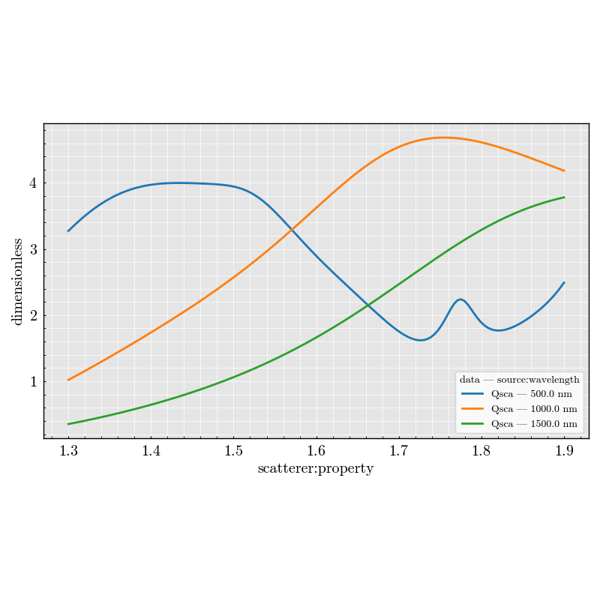 4
3
2
1
dimensionless
1.3 1.4 1.5 1.6 1.7 1.8 1.9
scatterer:property
data — source:wavelength
Qsca — 500.0 nm
Qsca — 1000.0 nm
Qsca — 1500.0 nm